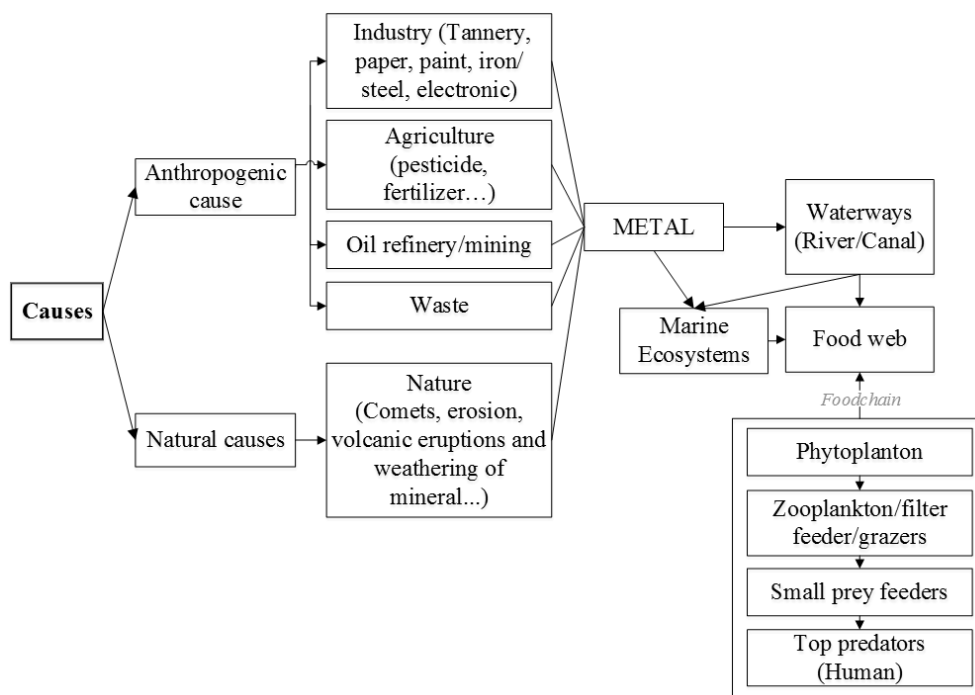 Industry (Tannery,
paper, paint, iron/
steel, electronic)
Anthropogenic
cause
Agriculture
(pesticide,
fertilizer…)
Oil refinery/mining
Waste
Causes
Natural causes
Nature
(Comets, erosion,
volcanic eruptions and
weathering of
mineral...)
METAL
Waterways
(River/Canal)
Marine
Ecosystems
Food web
Foodchain
Phytoplanton
Zooplankton/filter
feeder/grazers
Small prey feeders
Top predators
(Human)